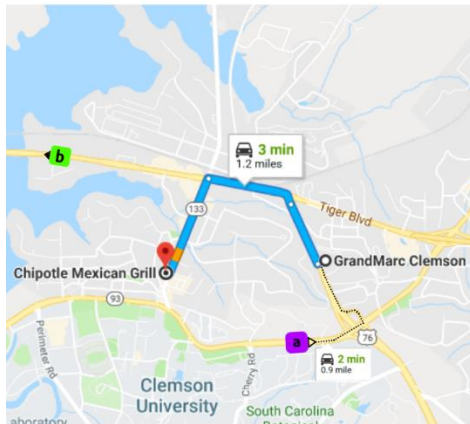 b
3 min
1.2 miles
133
Tiger Blvd
Chipotle Mexican Grill
GrandMarc Clemson
93
a
76
2 min
0.9 mile
Perimeter Rd
Cherry Rd
Clemson
University
South Carolina